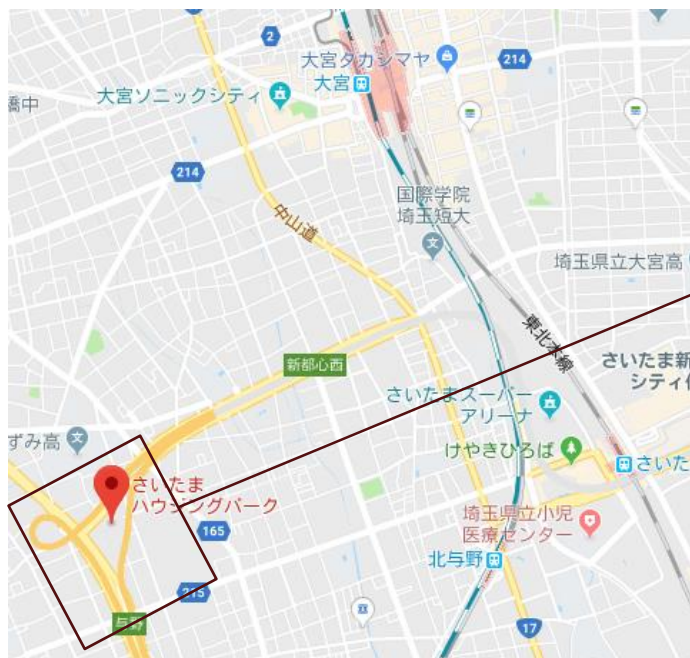 2
大宮タカシマヤ
214
大宮
大宮ソニックシティ
橋中
214
国際学院
埼玉短大
中山道
埼玉県立大宮高
東北本線
新都心西
さいたま新
シティ
さいたまスーパー
アリーナ
けやきひろば
ずみ高
さいた
さいたま
ハウジングパーク
165
埼玉県立小児
医療センター
北与野
215
与野
17